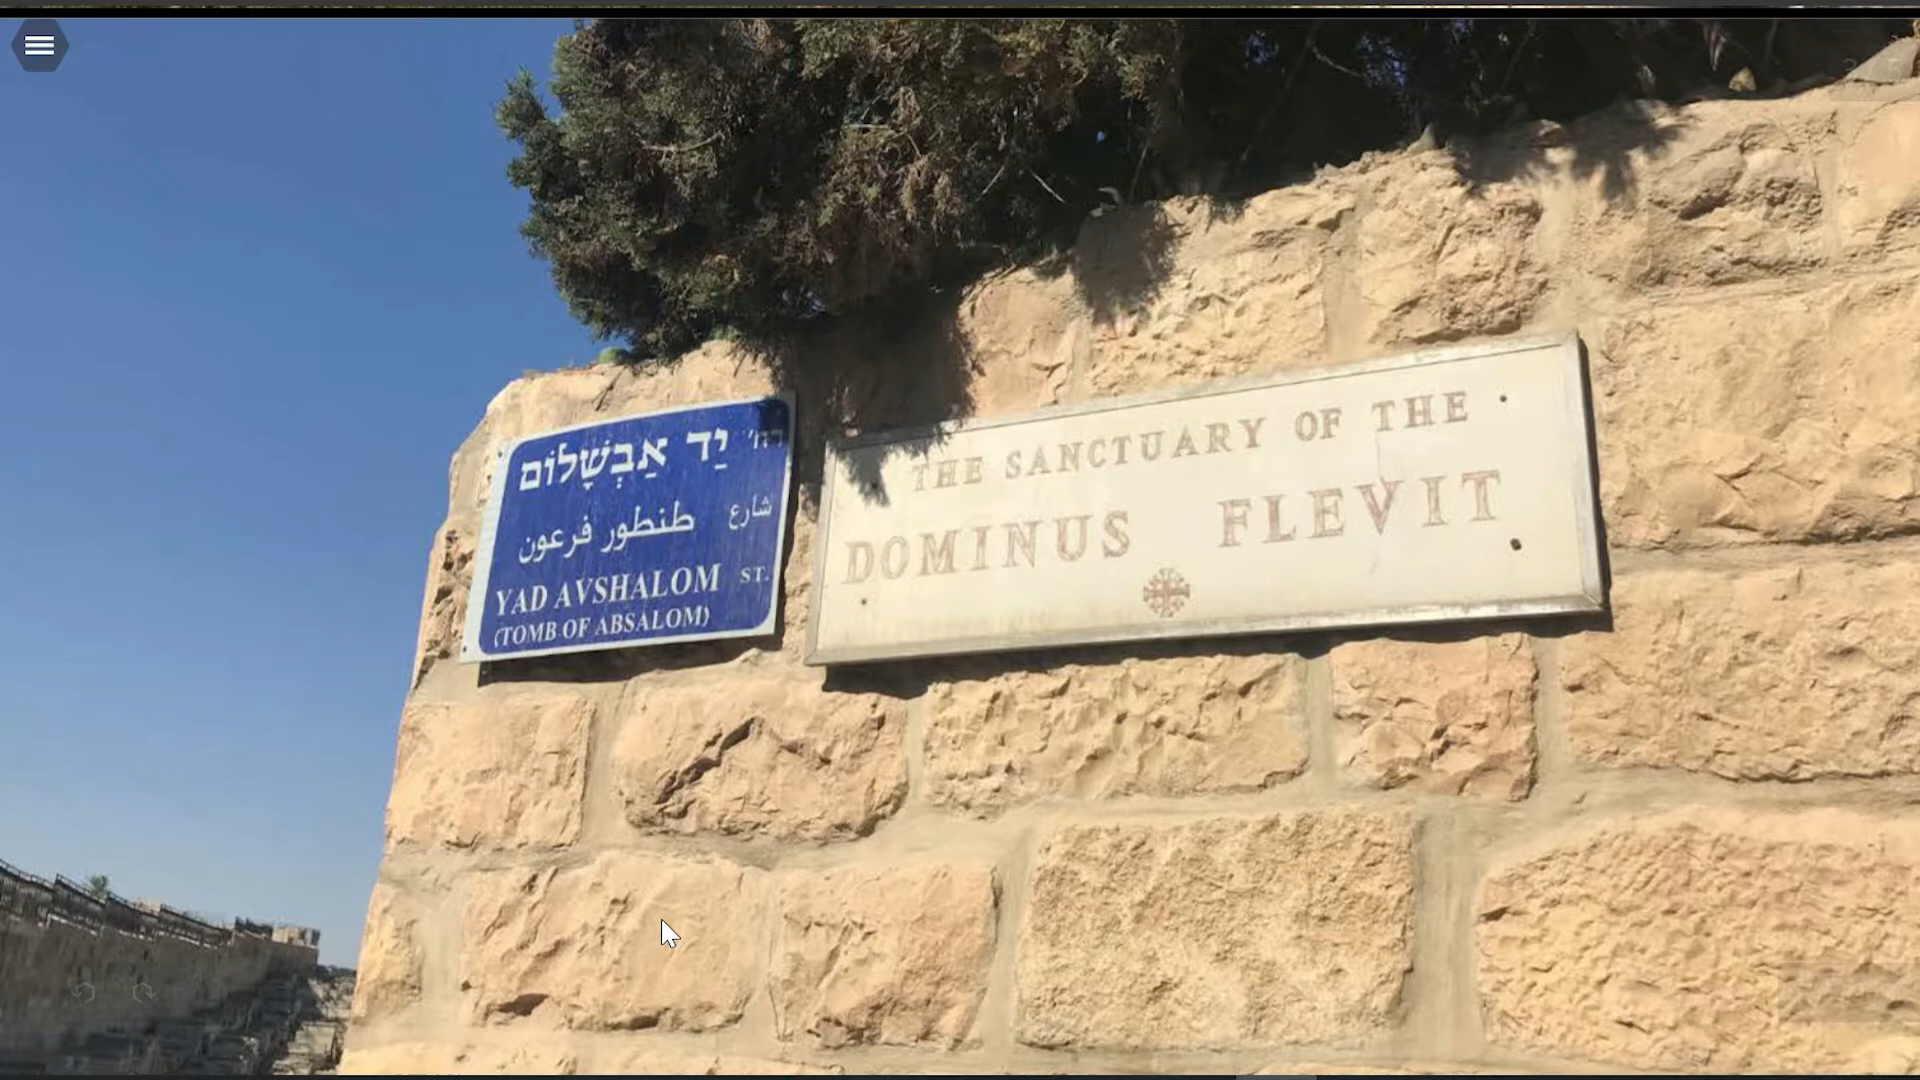 רח' יַד אַבְשָׁלוֹם
شارع طنطور فرعون
YAD AVSHALOM ST.
(TOMB OF ABSALOM)
THE SANCTUARY OF THE
DOMINUS FLEVIT